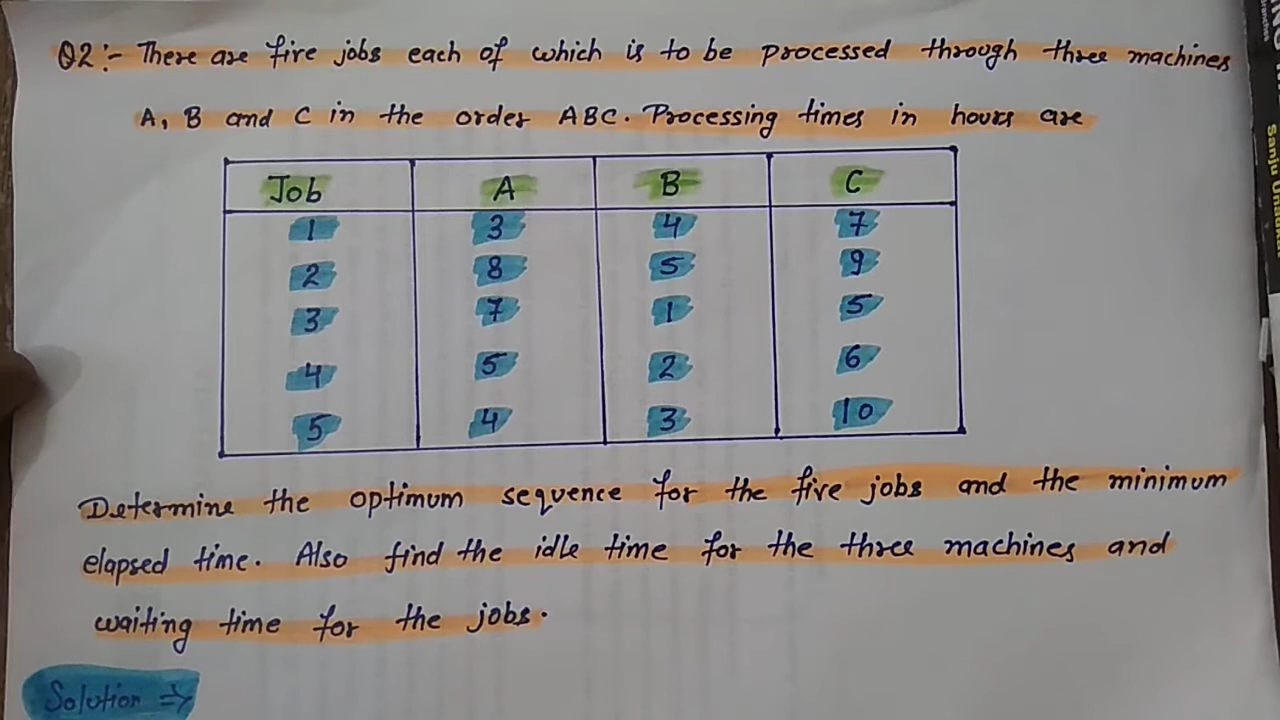 Q2:- There are five jobs each of which is to be processed through three machines
A, B and C in the order ABC. Processing times in hours are
Job A B C
1 3 4 7
2 8 5 9
3 7 1 5
4 5 2 6
5 4 3 10
Determine the optimum sequence for the five jobs and the minimum
elapsed time. Also find the idle time for the three machines and
waiting time for the jobs.
Solution ⇒
Sanju